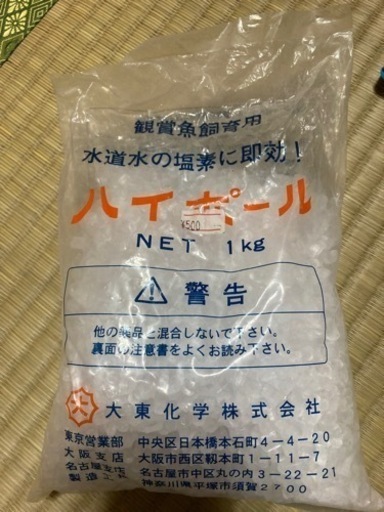 観賞魚飼育用
水道水の塩素に即効！
ハイポール
¥500
NET 1kg
警告
他の製品と混合しないで下さい。
裏面の注意書をよくお読み下さい。
大東化学株式会社
東京営業部 中央区日本橋本石町4-4-20
大阪支店 大阪市西区靭本町1-11-7
名古屋支店 名古屋市中区丸の内3-22-21
製造 神奈川県平塚市須賀2700